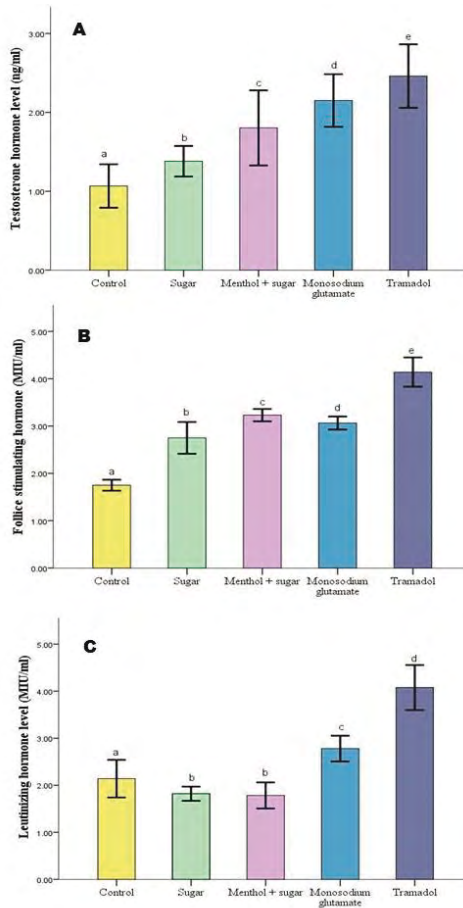 A
Testosterone hormone level (ng/ml)
3.00
2.00
1.00
0.00
a
b
c
d
e
Control
Sugar
Menthol + sugar
Monosodium
glutamate
Tramadol
B
Follice stimulating hormone (MIU/ml)
5.00
4.00
3.00
2.00
1.00
0.00
a
b
c
d
e
Control
Sugar
Menthol + sugar
Monosodium
glutamate
Tramadol
C
Leutinizing hormone level (MIU/ml)
5.00
4.00
3.00
2.00
1.00
0.00
a
b
b
c
d
Control
Sugar
Menthol + sugar
Monosodium
glutamate
Tramadol